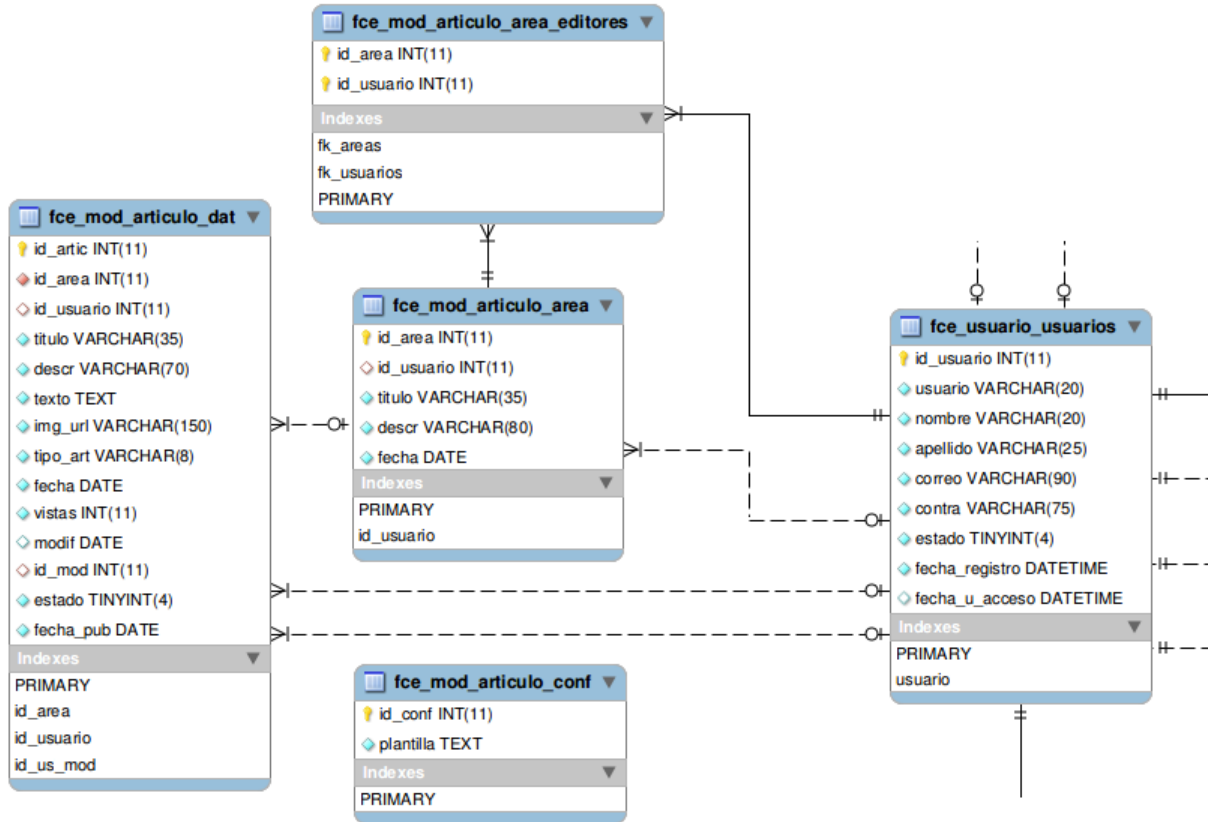 fce_mod_articulo_area_editores
id_area INT(11)
id_usuario INT(11)
Indexes
fk_areas
fk_usuarios
PRIMARY
fce_mod_articulo_dat
id_artic INT(11)
id_area INT(11)
id_usuario INT(11)
titulo VARCHAR(35)
descr VARCHAR(70)
texto TEXT
img_url VARCHAR(150)
tipo_art VARCHAR(8)
fecha DATE
vistas INT(11)
modif DATE
id_mod INT(11)
estado TINYINT(4)
fecha_pub DATE
Indexes
PRIMARY
id_area
id_usuario
id_us_mod
fce_mod_articulo_area
id_area INT(11)
id_usuario INT(11)
titulo VARCHAR(35)
descr VARCHAR(80)
fecha DATE
Indexes
PRIMARY
id_usuario
fce_mod_articulo_conf
id_conf INT(11)
plantilla TEXT
Indexes
PRIMARY
fce_usuario_usuarios
id_usuario INT(11)
usuario VARCHAR(20)
nombre VARCHAR(20)
apellido VARCHAR(25)
correo VARCHAR(90)
contra VARCHAR(75)
estado TINYINT(4)
fecha_registro DATETIME
fecha_u_acceso DATETIME
Indexes
PRIMARY
usuario